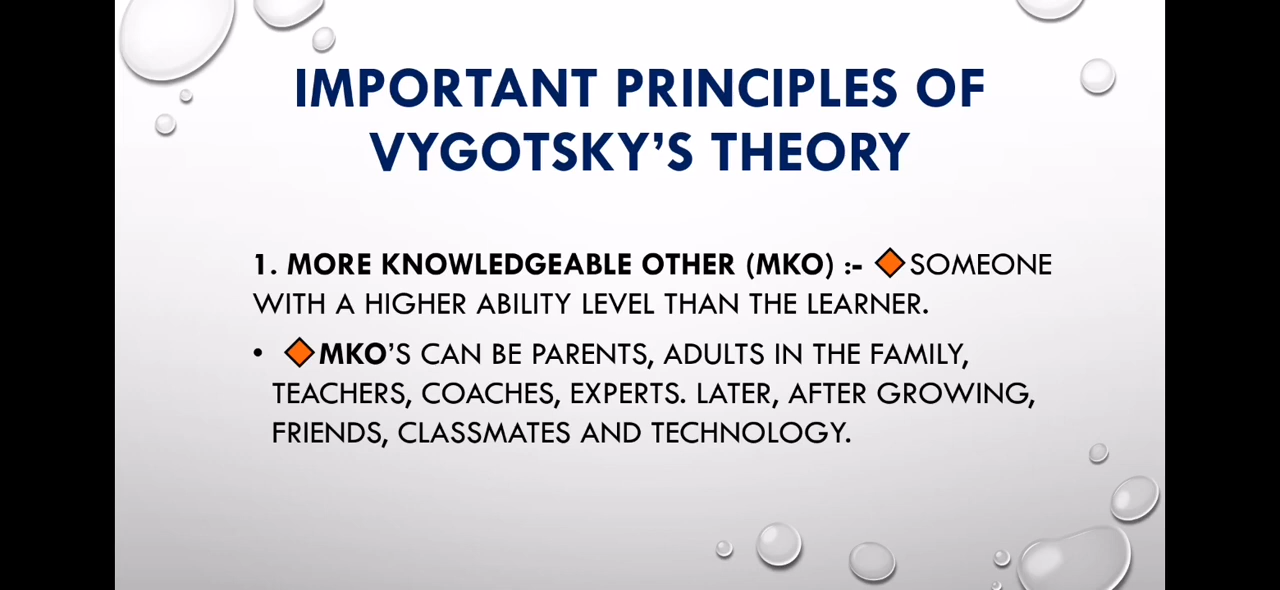 IMPORTANT PRINCIPLES OF
VYGOTSKY’S THEORY
1. MORE KNOWLEDGEABLE OTHER (MKO) :- 🔶SOMEONE
WITH A HIGHER ABILITY LEVEL THAN THE LEARNER.
• 🔶MKO’S CAN BE PARENTS, ADULTS IN THE FAMILY,
TEACHERS, COACHES, EXPERTS. LATER, AFTER GROWING,
FRIENDS, CLASSMATES AND TECHNOLOGY.